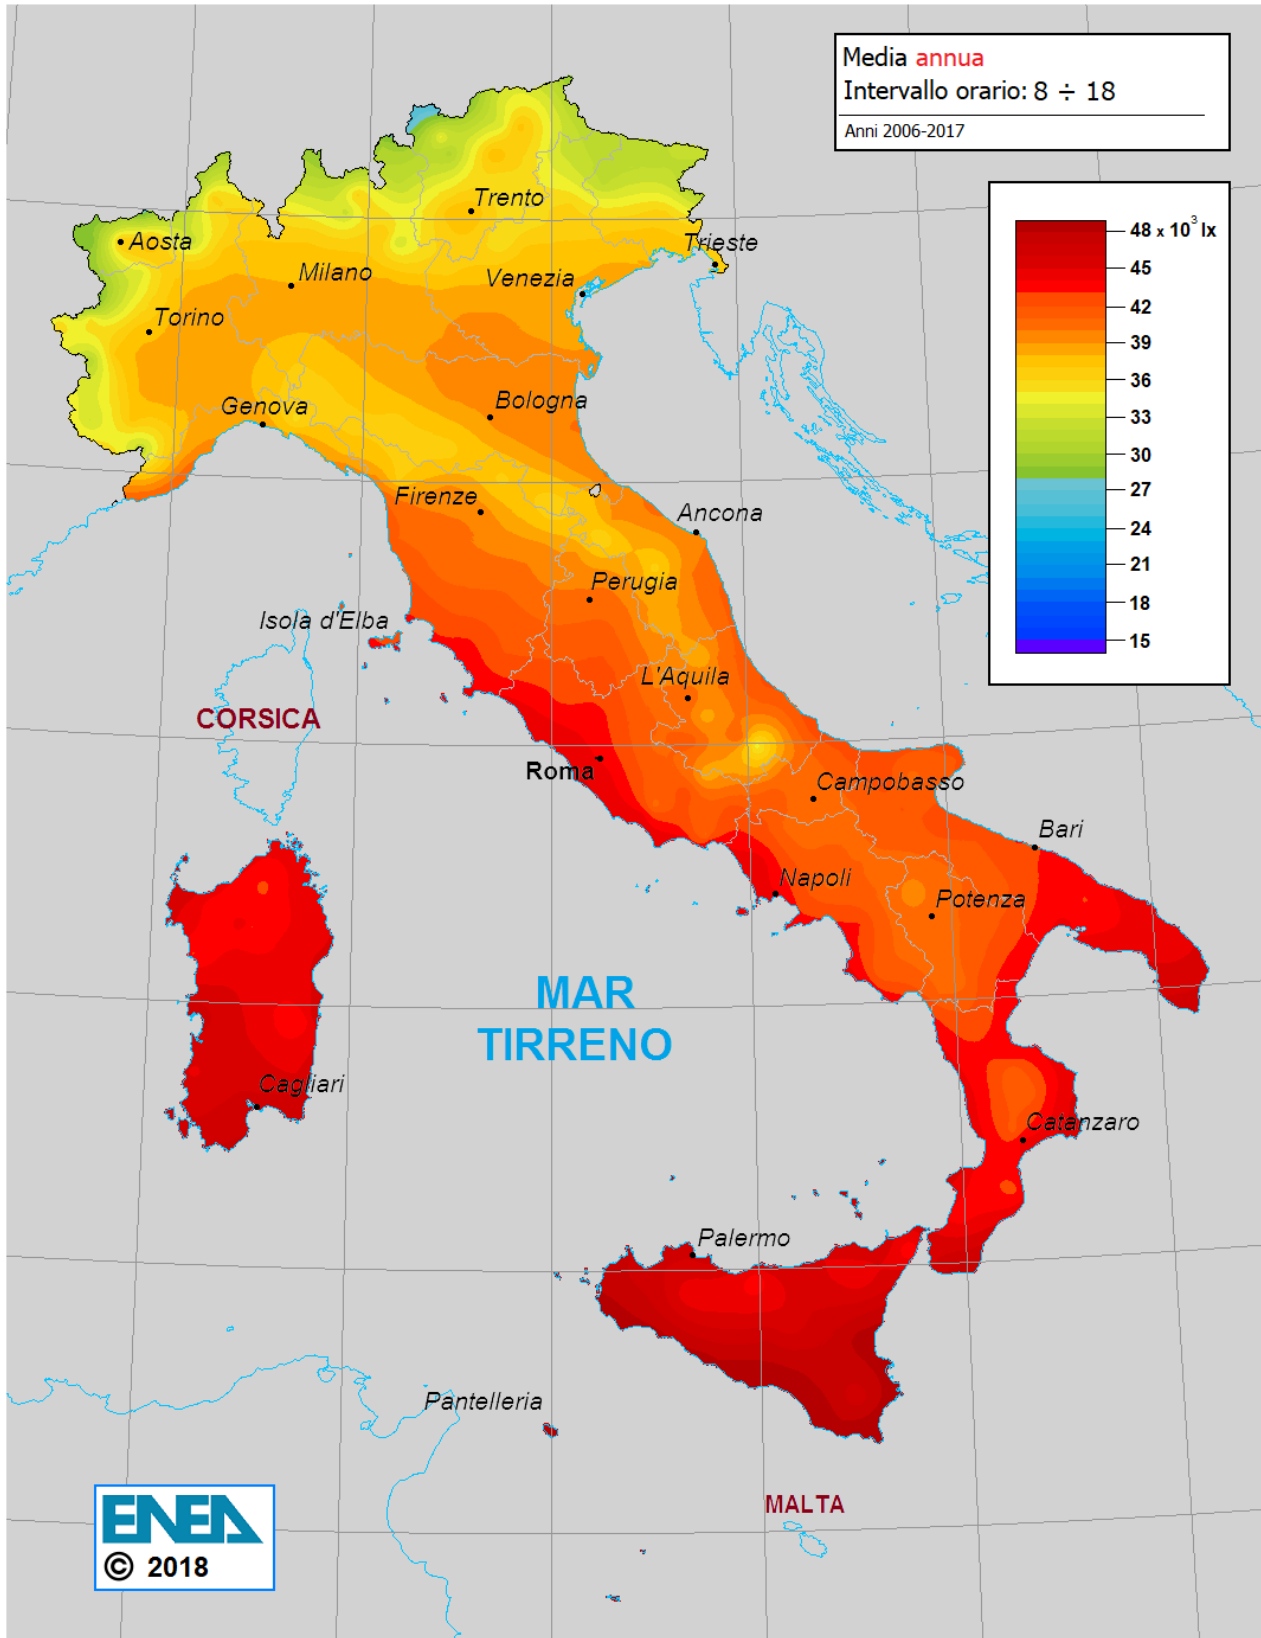 Media annua
Intervallo orario: 8 ÷ 18
Anni 2006-2017
48 x 10³ lx
45
42
39
36
33
30
27
24
21
18
15
Trento
Aosta
Trieste
Milano
Venezia
Torino
Bologna
Genova
Firenze
Ancona
Perugia
Isola d'Elba
L'Aquila
CORSICA
Roma
Campobasso
Bari
Napoli
Potenza
MAR
TIRRENO
Cagliari
Catanzaro
Palermo
Pantelleria
MALTA
ENEA
© 2018